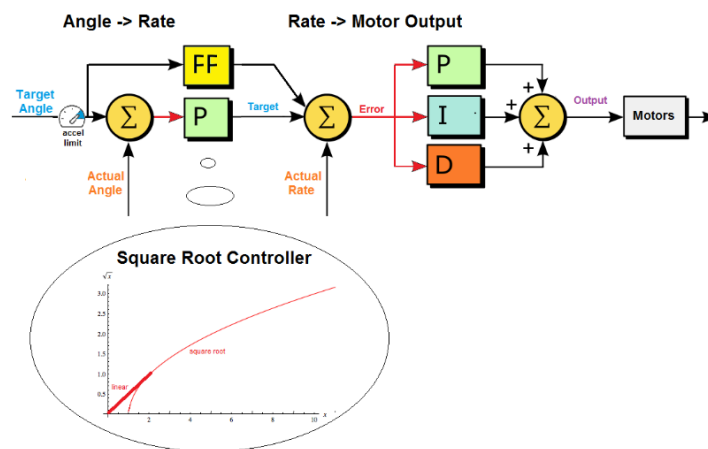 Angle -> Rate
Rate -> Motor Output
FF
P
Target
Angle
accel
limit
Σ
P
Target
Σ
Error
I
D
+
+
+
Σ
Output
Motors
Actual
Angle
Actual
Rate
Square Root Controller
√x
3.0
2.5
2.0
1.5
1.0
0.5
square root
linear
2
4
6
8
10
x